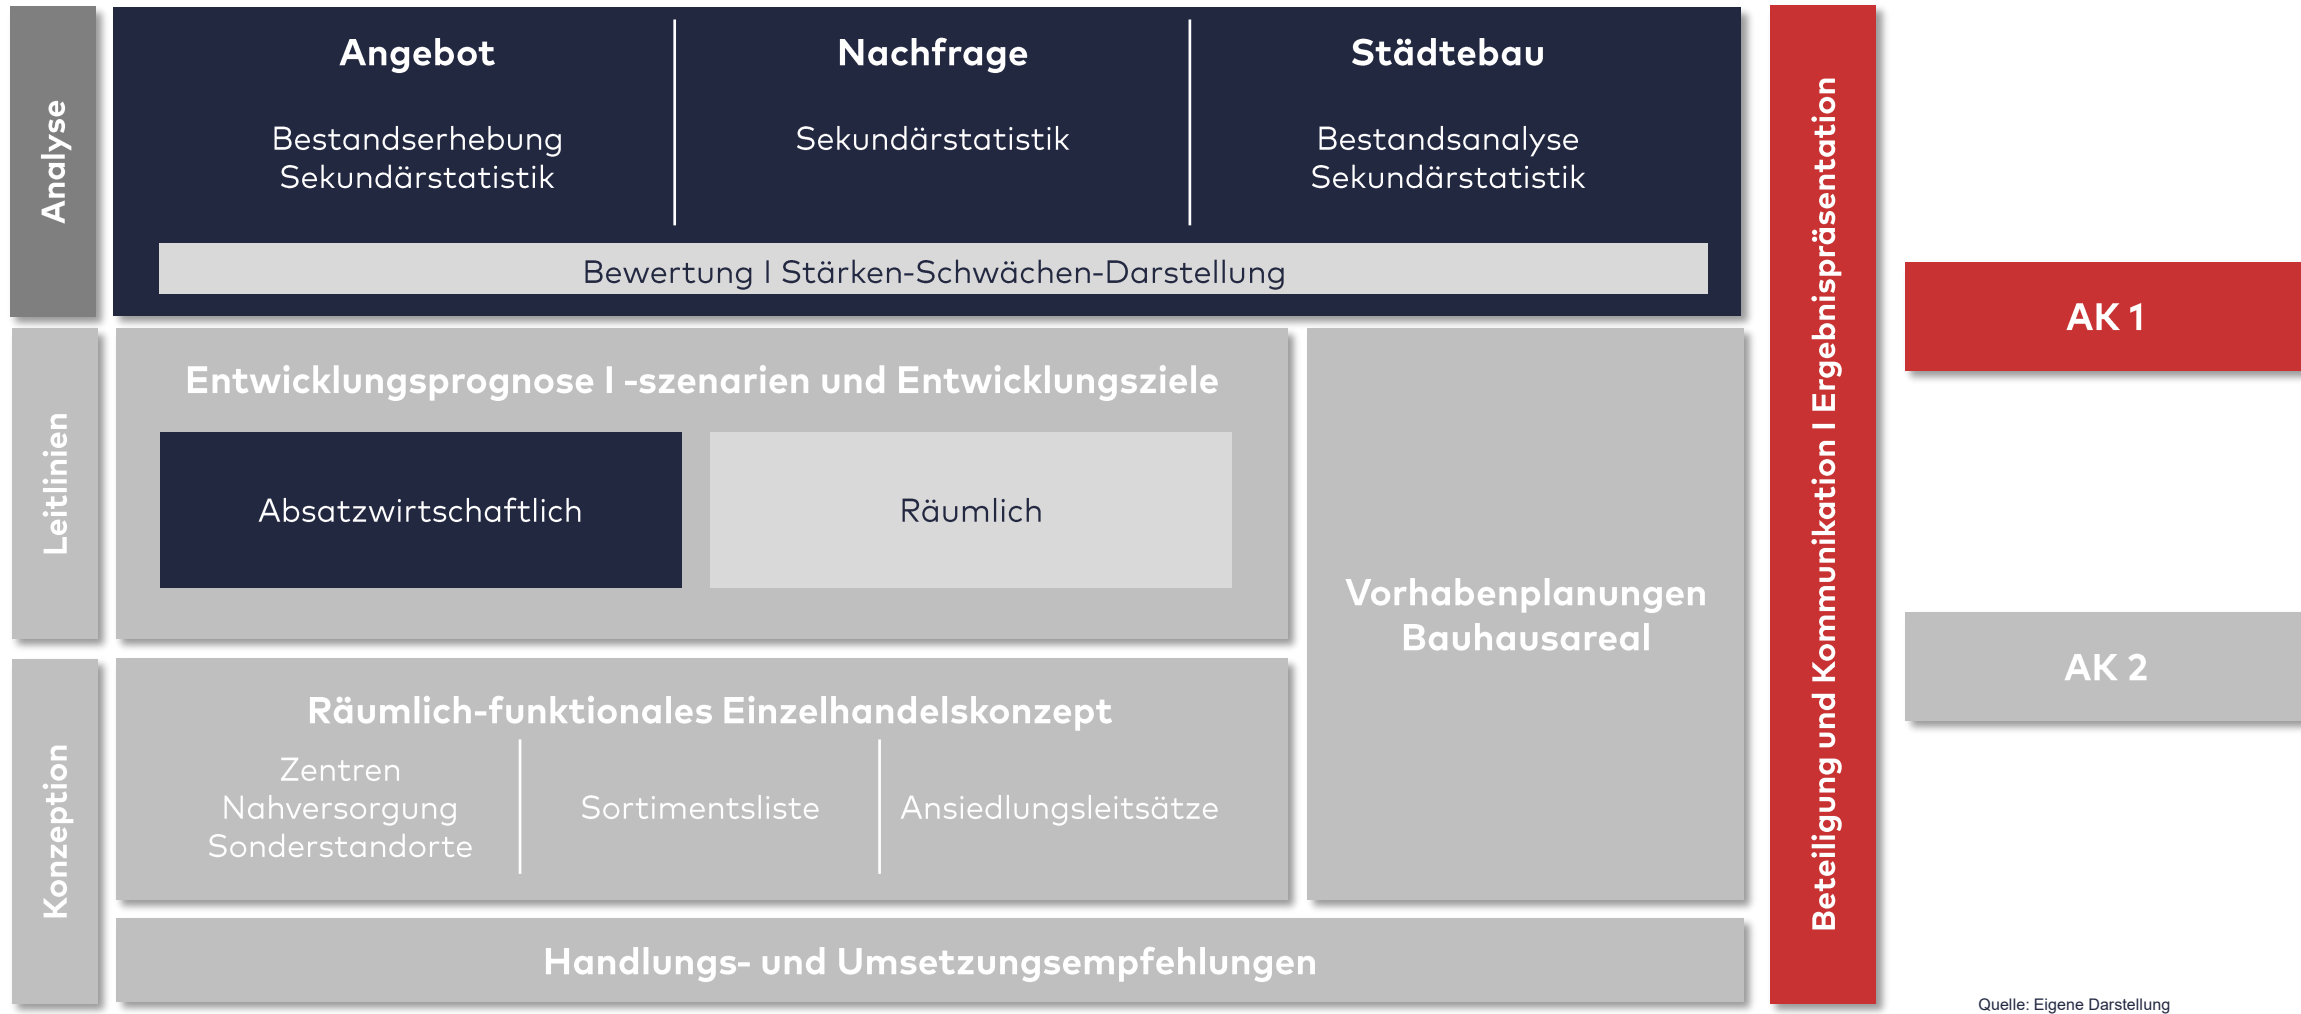 Analyse
Angebot
Bestandserhebung
Sekundärstatistik
Nachfrage
Sekundärstatistik
Städtebau
Bestandsanalyse
Sekundärstatistik
Bewertung I Stärken-Schwächen-Darstellung
Leitlinien
Entwicklungsprognose I -szenarien und Entwicklungsziele
Absatzwirtschaftlich
Räumlich
Vorhabenplanungen
Bauhausareal
Konzeption
Räumlich-funktionales Einzelhandelskonzept
Zentren
Nahversorgung
Sonderstandorte
Sortimentsliste
Ansiedlungsleitsätze
Handlungs- und Umsetzungsempfehlungen
Beteiligung und Kommunikation I Ergebnispräsentation
AK 1
AK 2
Quelle: Eigene Darstellung